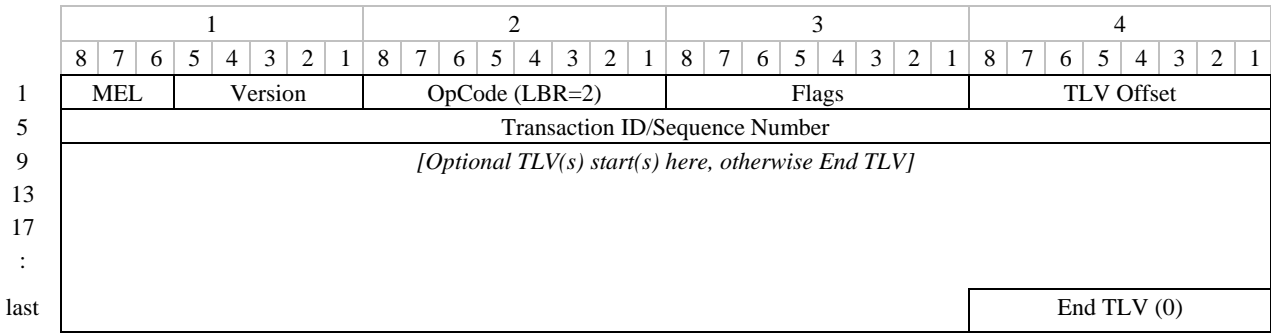 1 2 3 4
8 7 6 5 4 3 2 1 8 7 6 5 4 3 2 1 8 7 6 5 4 3 2 1 8 7 6 5 4 3 2 1
1 MEL Version OpCode (LBR=2) Flags TLV Offset
5 Transaction ID/Sequence Number
9 [Optional TLV(s) start(s) here, otherwise End TLV]
13
17
:
last End TLV (0)